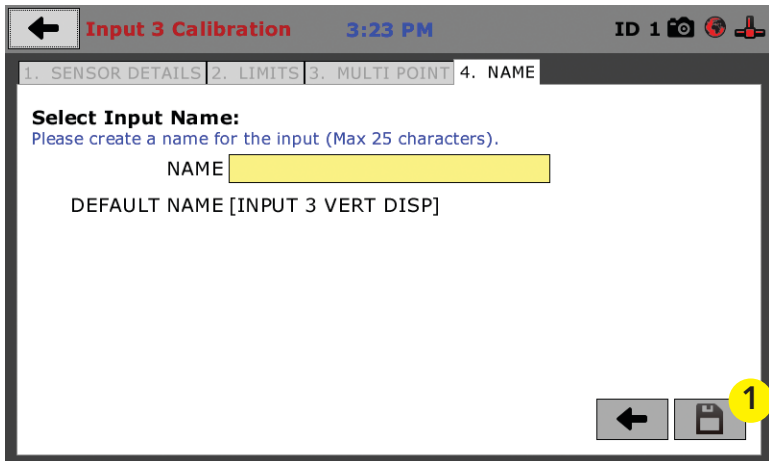 Input 3 Calibration 3:23 PM ID 1
1. SENSOR DETAILS 2. LIMITS 3. MULTI POINT 4. NAME
Select Input Name:
Please create a name for the input (Max 25 characters).
NAME
DEFAULT NAME [INPUT 3 VERT DISP]
1